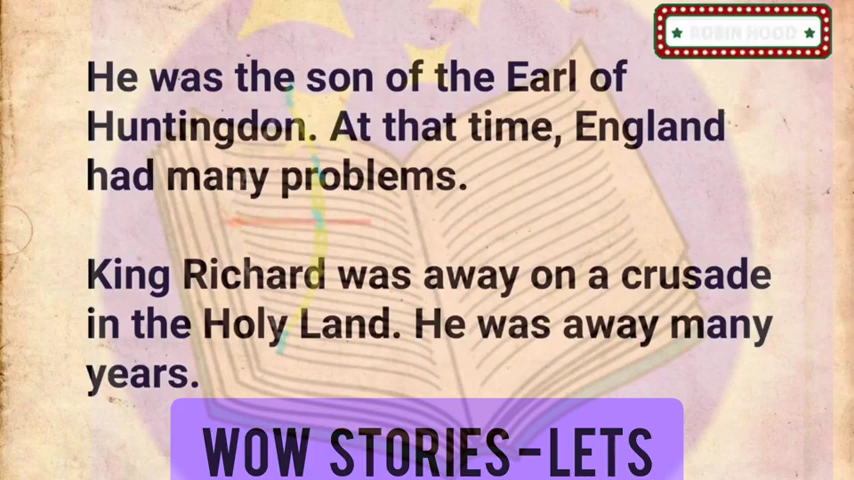 ROBIN HOOD
He was the son of the Earl of
Huntingdon. At that time, England
had many problems.
King Richard was away on a crusade
in the Holy Land. He was away many
years.
WOW STORIES-LETS